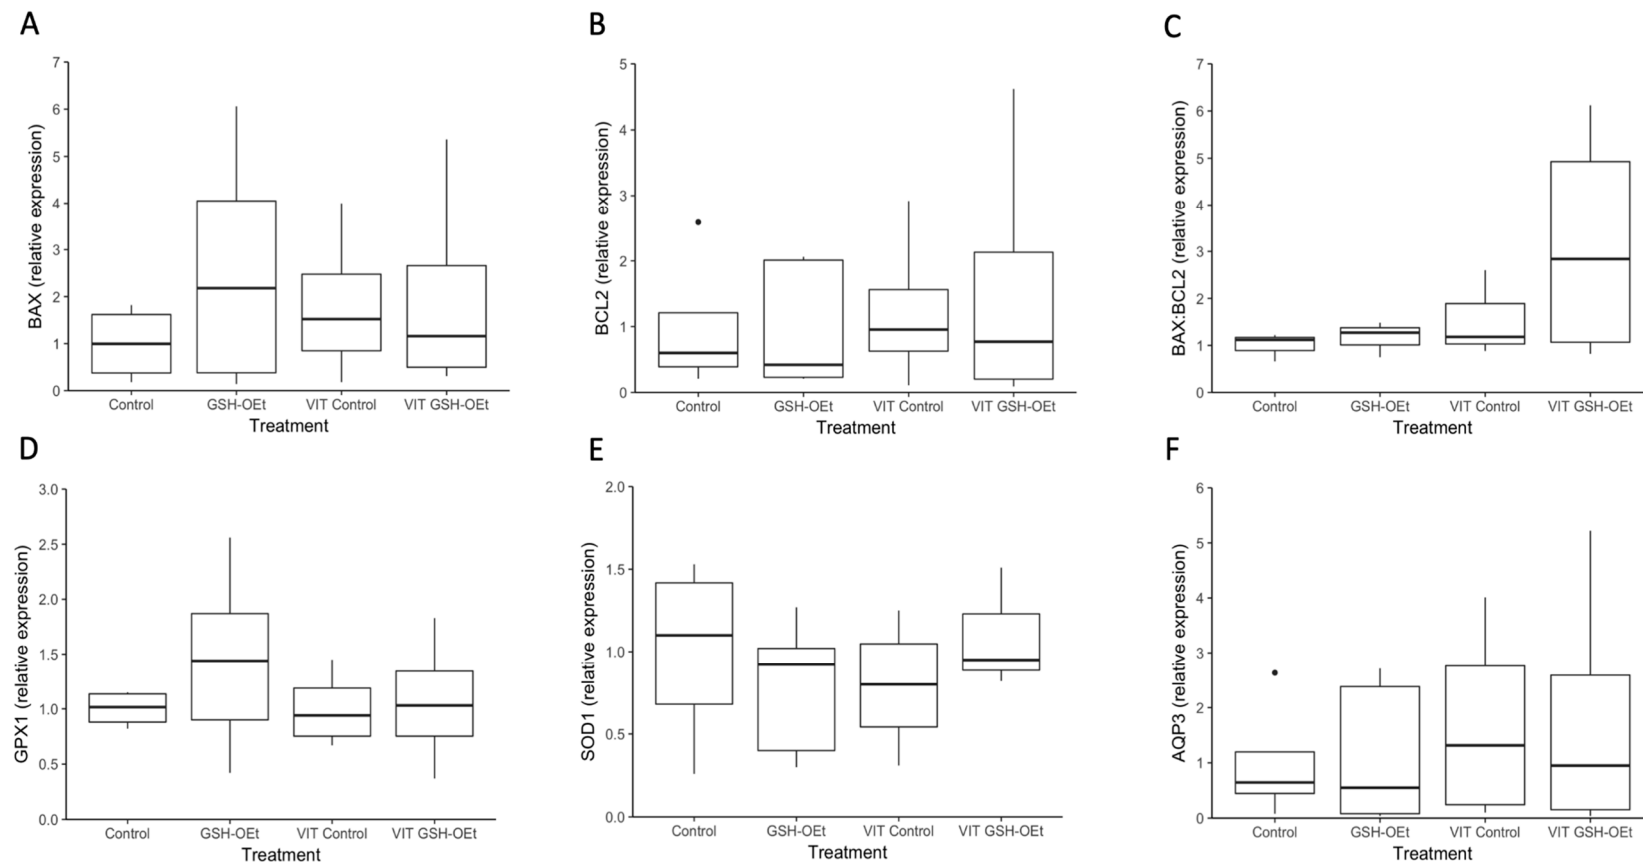 A
BAX (relative expression)
7
6
5
4
3
2
1
0
Control GSH-OEt VIT Control VIT GSH-OEt
Treatment
B
BCL2 (relative expression)
5
4
3
2
1
0
Control GSH-OEt VIT Control VIT GSH-OEt
Treatment
C
BAX:BCL2 (relative expression)
7
6
5
4
3
2
1
0
Control GSH-OEt VIT Control VIT GSH-OEt
Treatment
D
GPX1 (relative expression)
3.0
2.5
2.0
1.5
1.0
0.5
0.0
Control GSH-OEt VIT Control VIT GSH-OEt
Treatment
E
SOD1 (relative expression)
2.0
1.5
1.0
0.5
0.0
Control GSH-OEt VIT Control VIT GSH-OEt
Treatment
F
AQP3 (relative expression)
6
5
4
3
2
1
0
Control GSH-OEt VIT Control VIT GSH-OEt
Treatment